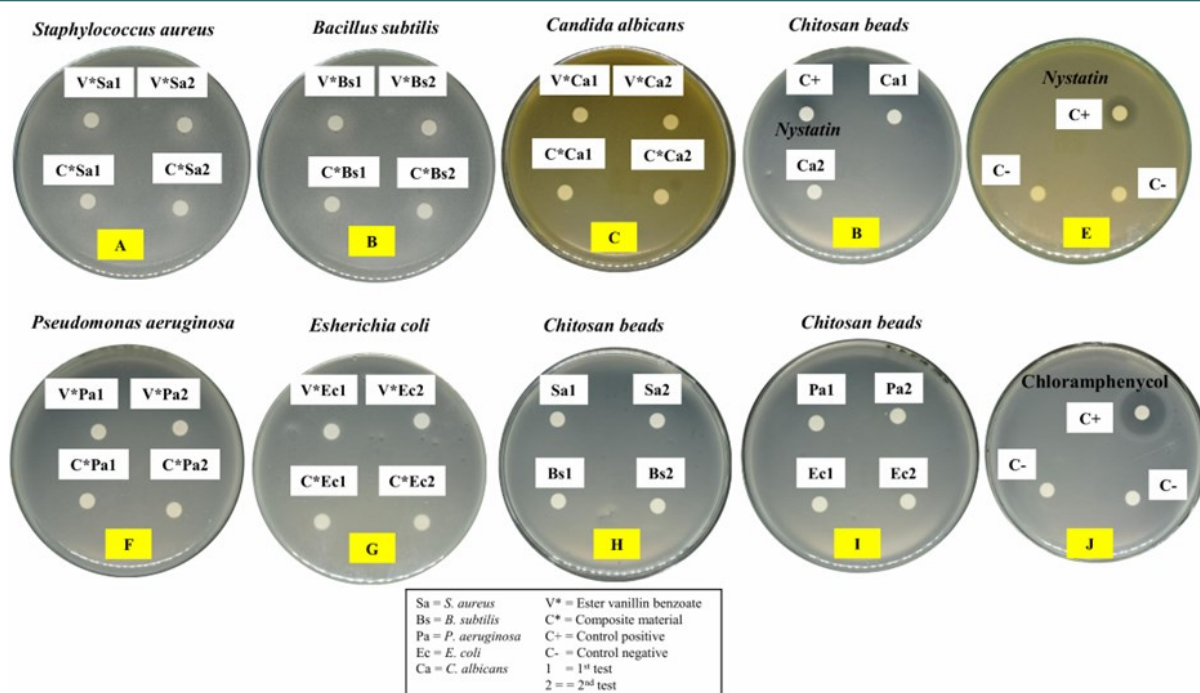 Staphylococcus aureus
Bacillus subtilis
Candida albicans
Chitosan beads
V*Sa1 V*Sa2
C*Sa1 C*Sa2
A
V*Bs1 V*Bs2
C*Bs1 C*Bs2
B
V*Ca1 V*Ca2
C*Ca1 C*Ca2
C
C+ Ca1
Nystatin
Ca2
B
Nystatin
C+
C- C-
E
Pseudomonas aeruginosa
Esherichia coli
Chitosan beads
Chitosan beads
V*Pa1 V*Pa2
C*Pa1 C*Pa2
F
V*Ec1 V*Ec2
C*Ec1 C*Ec2
G
Sa1 Sa2
Bs1 Bs2
H
Pa1 Pa2
Ec1 Ec2
I
Chloramphenycol
C+
C- C-
J
Sa = S. aureus
Bs = B. subtilis
Pa = P. aeruginosa
Ec = E. coli
Ca = C. albicans
V* = Ester vanillin benzoate
C* = Composite material
C+ = Control positive
C- = Control negative
1 = 1st test
2 = = 2nd test